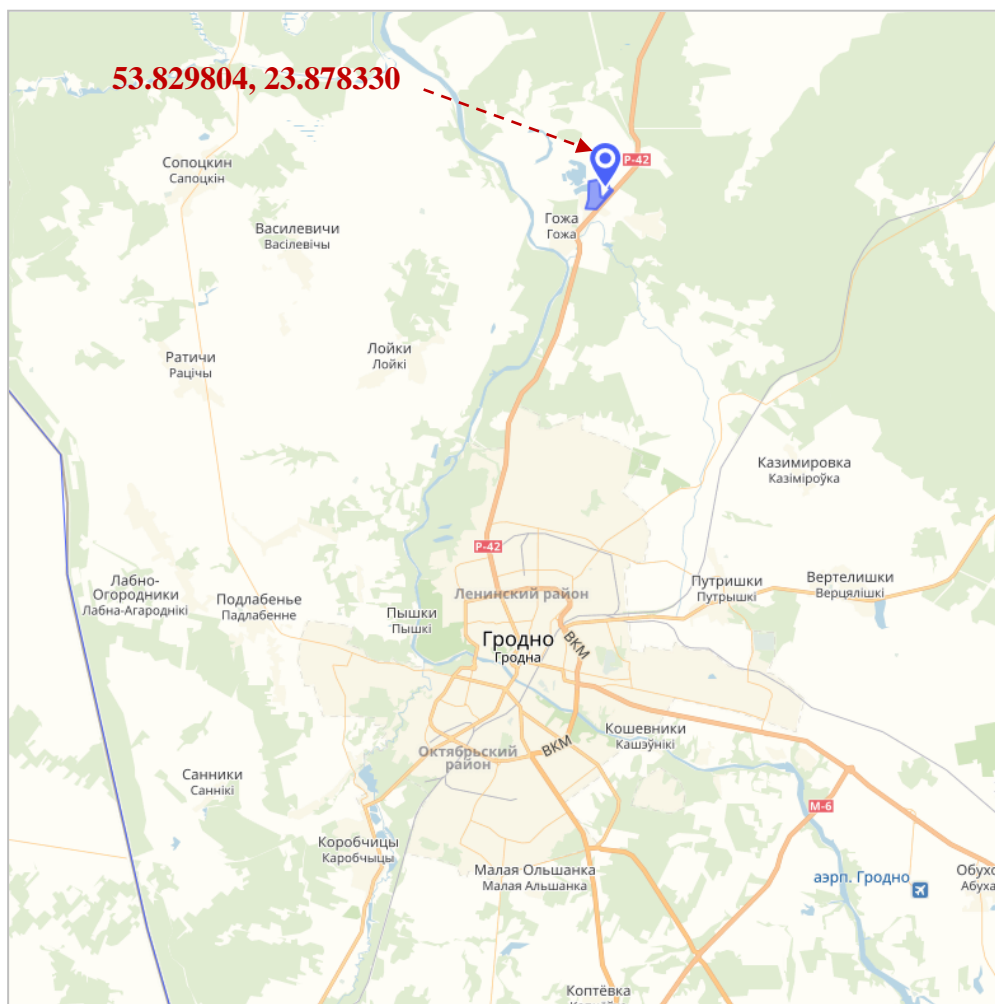 53.829804, 23.878330
Р-42
Сопоцкин
Сапоцкін
Гожа
Гожа
Василевичи
Васілевічы
Лойки
Лойкі
Ратичи
Рацічы
Казимировка
Казіміроўка
Р-42
Лабно-
Огородники
Лабна-Агароднікі
Подлабенье
Падлабенне
Пышки
Пышкі
Ленинский район
Путришки
Путрышкі
Вертелишки
Верцялішкі
Гродно
Гродна
ВКМ
Кошевники
Кашэўнікі
ВКМ
Октябрьский
район
Санники
Саннікі
М-6
Коробчицы
Каробчыцы
Малая Ольшанка
Малая Альшанка
аэрп. Гродно
Обухо
Абуха
Коптёвка